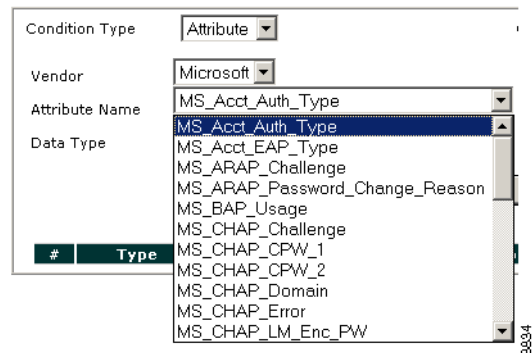 Condition Type Attribute
Vendor Microsoft
Attribute Name MS_Acct_Auth_Type
Data Type
MS_Acct_Auth_Type
MS_Acct_EAP_Type
MS_ARAP_Challenge
MS_ARAP_Password_Change_Reason
MS_BAP_Usage
MS_CHAP_Challenge
MS_CHAP_CPW_1
MS_CHAP_CPW_2
MS_CHAP_Domain
MS_CHAP_Error
MS_CHAP_LM_Enc_PW
# Type